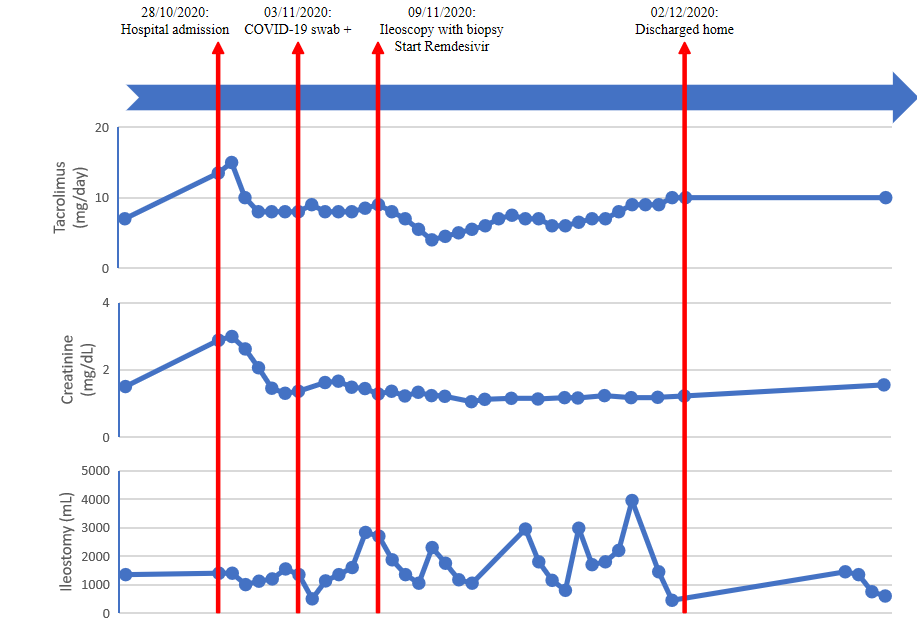 28/10/2020:
Hospital admission
03/11/2020:
COVID-19 swab +
09/11/2020:
Ileoscopy with biopsy
Start Remdesivir
02/12/2020:
Discharged home
Tacrolimus
(mg/day)
20
10
0
Creatinine
(mg/dL)
4
2
0
Ileostomy (mL)
5000
4000
3000
2000
1000
0